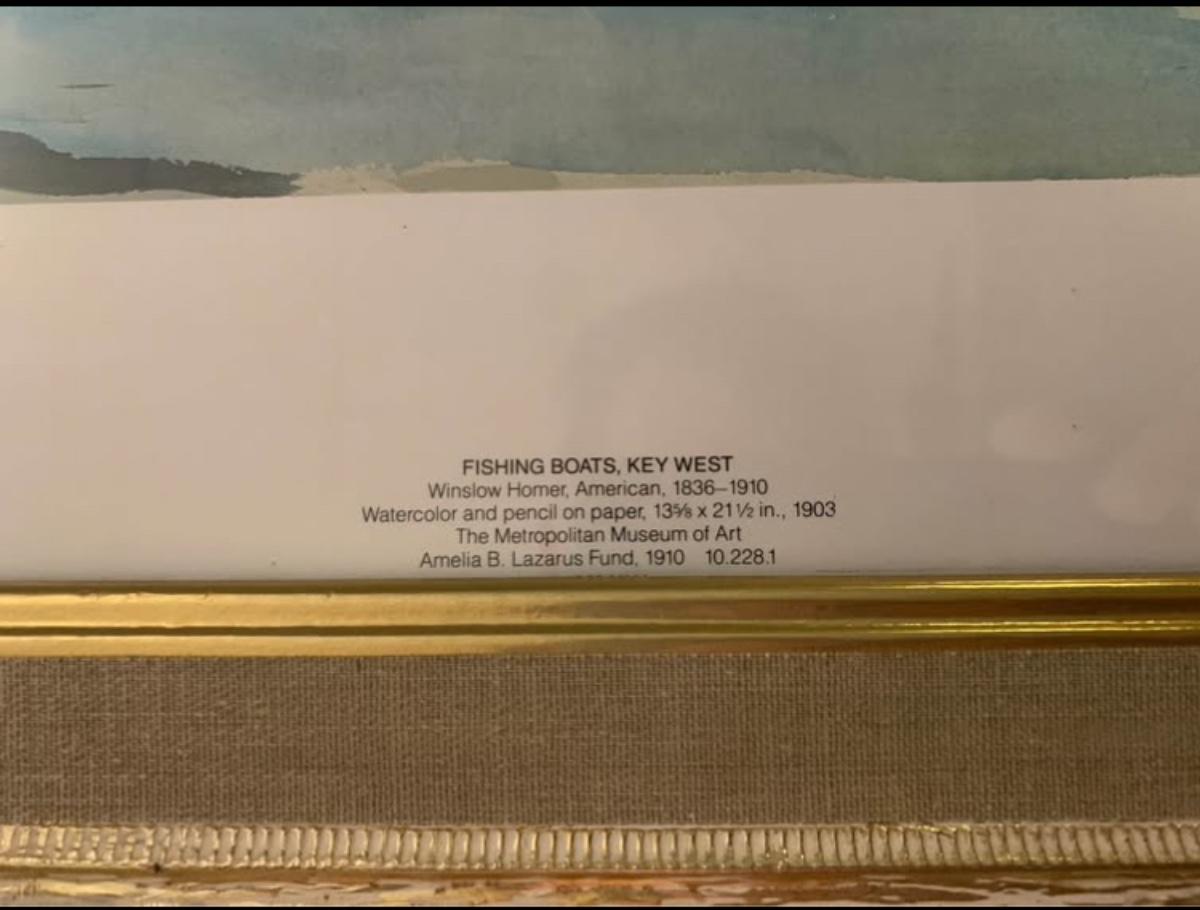 FISHING BOATS, KEY WEST
Winslow Homer, American, 1836–1910
Watercolor and pencil on paper, 13⅝ x 21½ in., 1903
The Metropolitan Museum of Art
Amelia B. Lazarus Fund, 1910 10.228.1